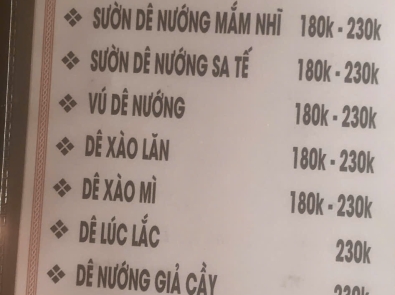 ❖ SƯỜN DÊ NƯỚNG MẮM NHĨ 180k - 230k
❖ SƯỜN DÊ NƯỚNG SA TẾ 180k - 230k
❖ VÚ DÊ NƯỚNG 180k - 230k
❖ DÊ XÀO LĂN 180k - 230k
❖ DÊ XÀO MÌ 180k - 230k
❖ DÊ LÚC LẮC 230k
❖ DÊ NƯỚNG GIẢ CẦY 230k